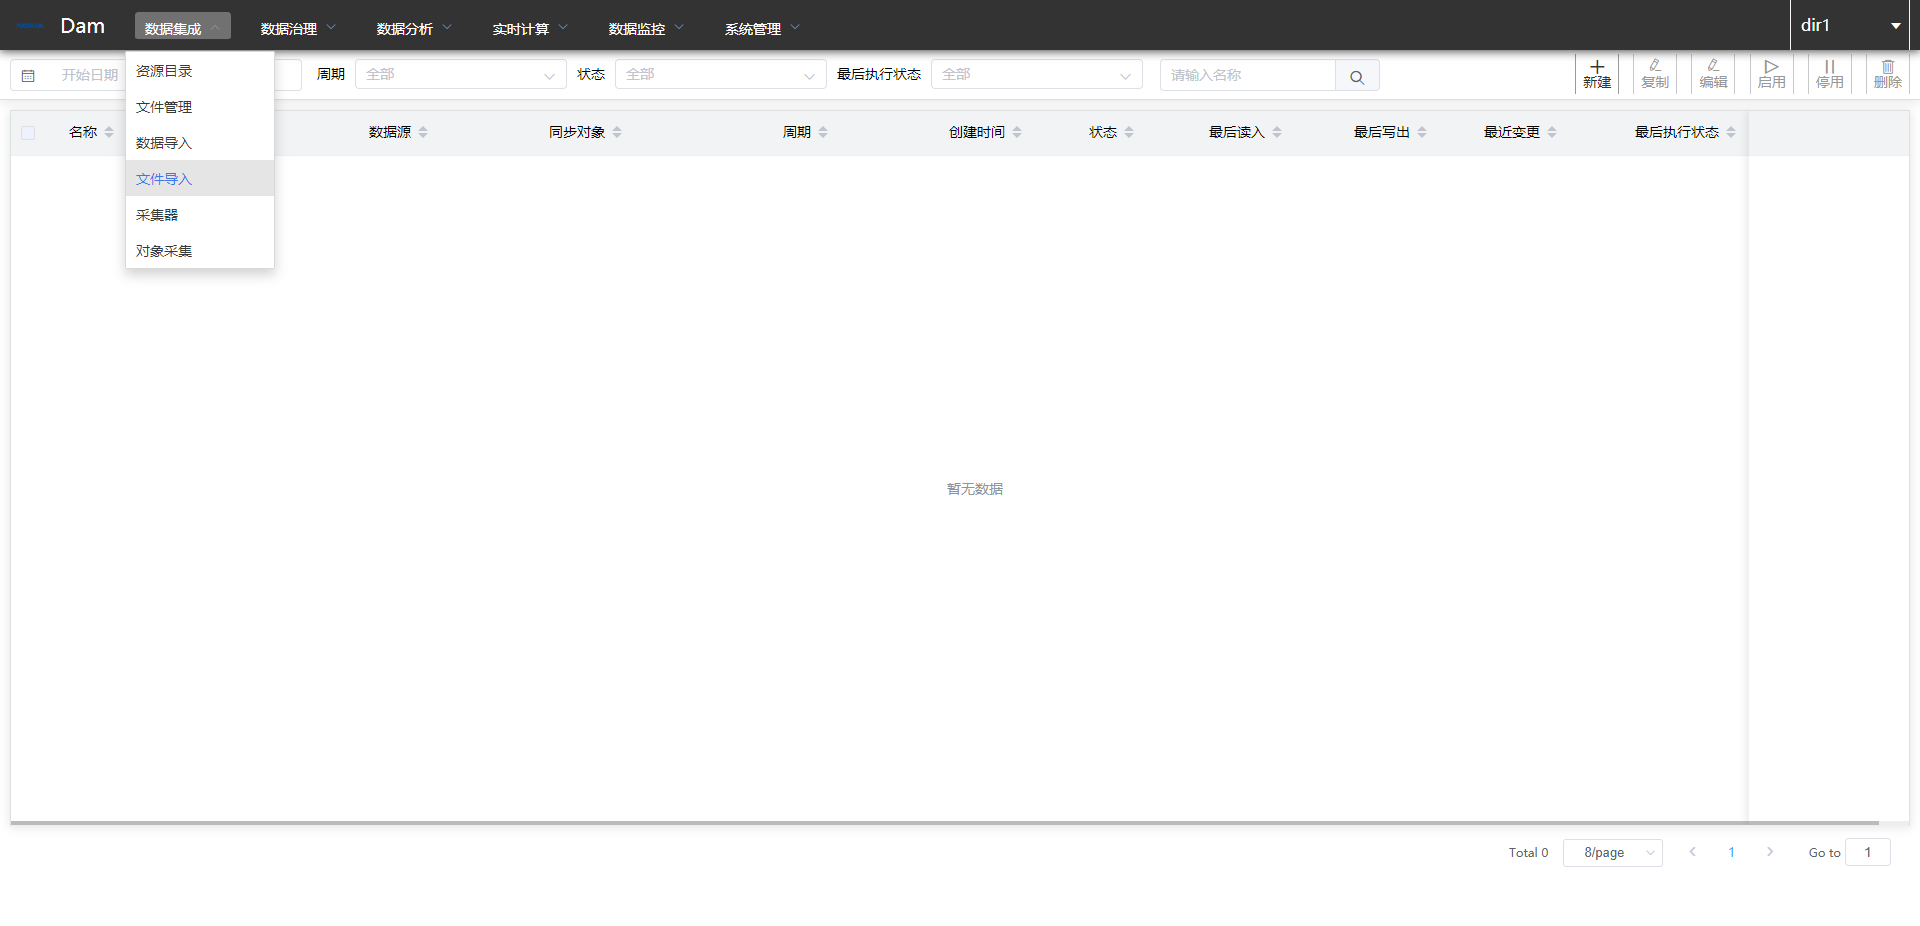 Dam 数据集成 数据治理 数据分析 实时计算 数据监控 系统管理 dir1
开始日期 周期 全部 状态 全部 最后执行状态 全部 请输入名称 新建 复制 编辑 启用 停用 删除
资源目录
文件管理
数据导入
文件导入
采集器
对象采集
名称 数据源 同步对象 周期 创建时间 状态 最后读入 最后写出 最近变更 最后执行状态
暂无数据
Total 0 8/page 1 Go to 1